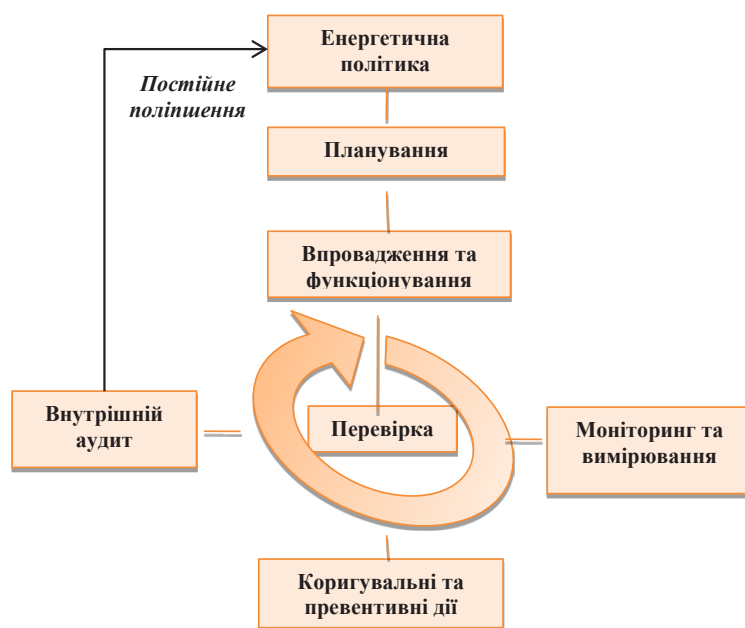 Енергетична
політика
Постійне
поліпшення
Планування
Впровадження та
функціонування
Внутрішній
аудит
Перевірка
Моніторинг та
вимірювання
Коригувальні та
превентивні дії